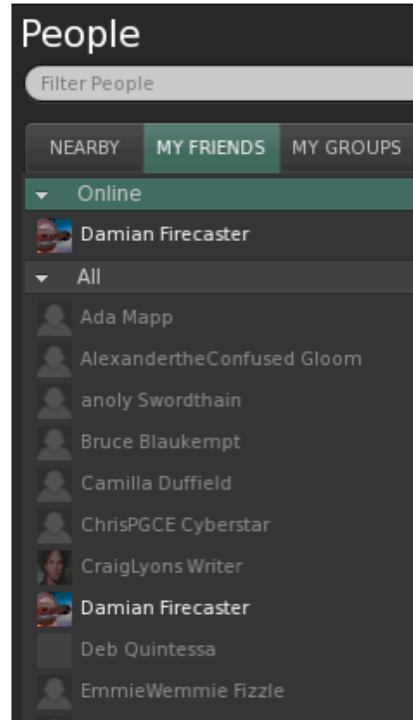 People
Filter People
NEARBY MY FRIENDS MY GROUPS
Online
Damian Firecaster
All
Ada Mapp
AlexandertheConfused Gloom
anoly Swordthain
Bruce Blaukempt
Camilla Duffield
ChrisPGCE Cyberstar
CraigLyons Writer
Damian Firecaster
Deb Quintessa
EmmieWemmie Fizzle